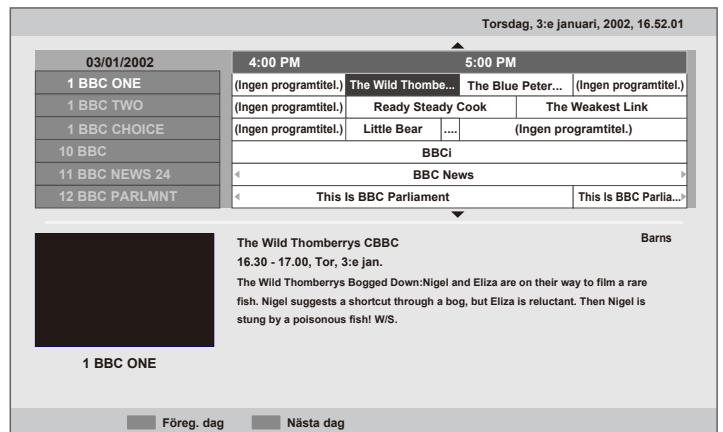 Torsdag, 3:e januari, 2002, 16.52.01
03/01/2002 4:00 PM 5:00 PM
1 BBC ONE (Ingen programtitel.) The Wild Thombe... The Blue Peter... (Ingen programtitel.)
1 BBC TWO (Ingen programtitel.) Ready Steady Cook The Weakest Link
1 BBC CHOICE (Ingen programtitel.) Little Bear .... (Ingen programtitel.)
10 BBC BBCi
11 BBC NEWS 24 BBC News
12 BBC PARLMNT This Is BBC Parliament This Is BBC Parlia...
The Wild Thomberrys CBBC Barns
16.30 - 17.00, Tor, 3:e jan.
The Wild Thomberrys Bogged Down:Nigel and Eliza are on their way to film a rare
fish. Nigel suggests a shortcut through a bog, but Eliza is reluctant. Then Nigel is
stung by a poisonous fish! W/S.
1 BBC ONE
Föreg. dag Nästa dag